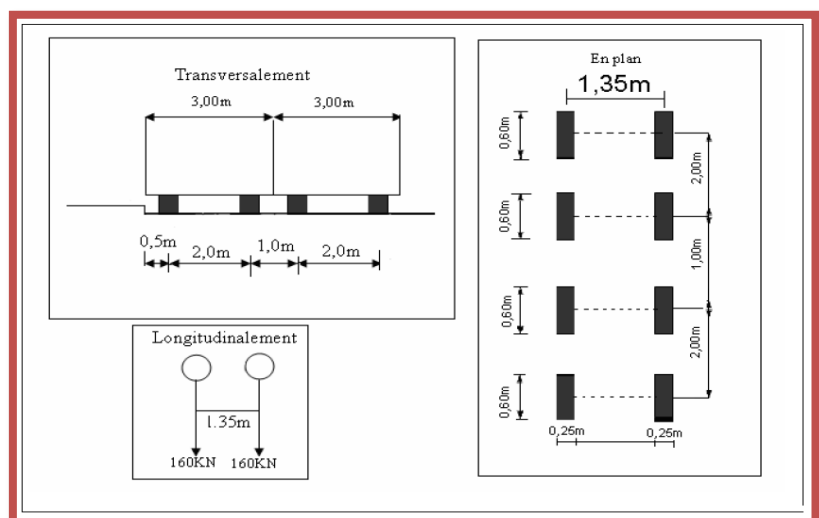 Transversalement
3,00m 3,00m
0,5m 2,0m 1,0m 2,0m
Longitudinalement
1.35m
160KN 160KN
En plan
1,35m
0,60m
2,00m
0,60m
1,00m
0,60m
2,00m
0,60m
0,25m 0,25m